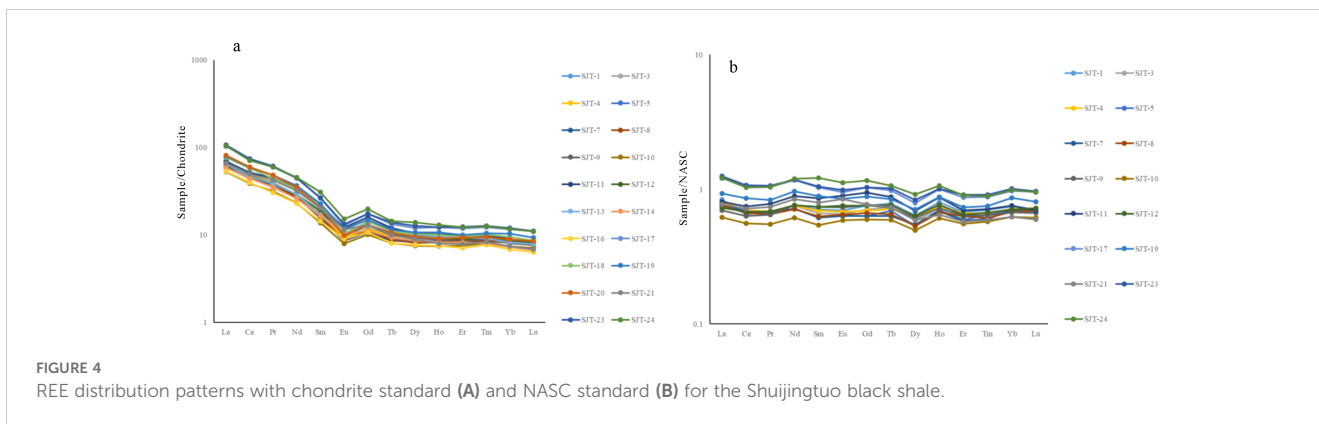 a
1000
100
10
1
Sample/Chondrite
La Ce Pr Nd Sm Eu Gd Tb Dy Ho Er Tm Yb Lu
SJT-1 SJT-3
SJT-4 SJT-5
SJT-7 SJT-8
SJT-9 SJT-10
SJT-11 SJT-12
SJT-13 SJT-14
SJT-16 SJT-17
SJT-18 SJT-19
SJT-20 SJT-21
SJT-23 SJT-24
b
10
1
0.1
Sample/NASC
La Ce Pr Nd Sm Eu Gd Tb Dy Ho Er Tm Yb Lu
SJT-1 SJT-3
SJT-4 SJT-5
SJT-7 SJT-8
SJT-9 SJT-10
SJT-11 SJT-12
SJT-17 SJT-19
SJT-21 SJT-23
SJT-24
FIGURE 4
REE distribution patterns with chondrite standard (A) and NASC standard (B) for the Shuijingtuo black shale.